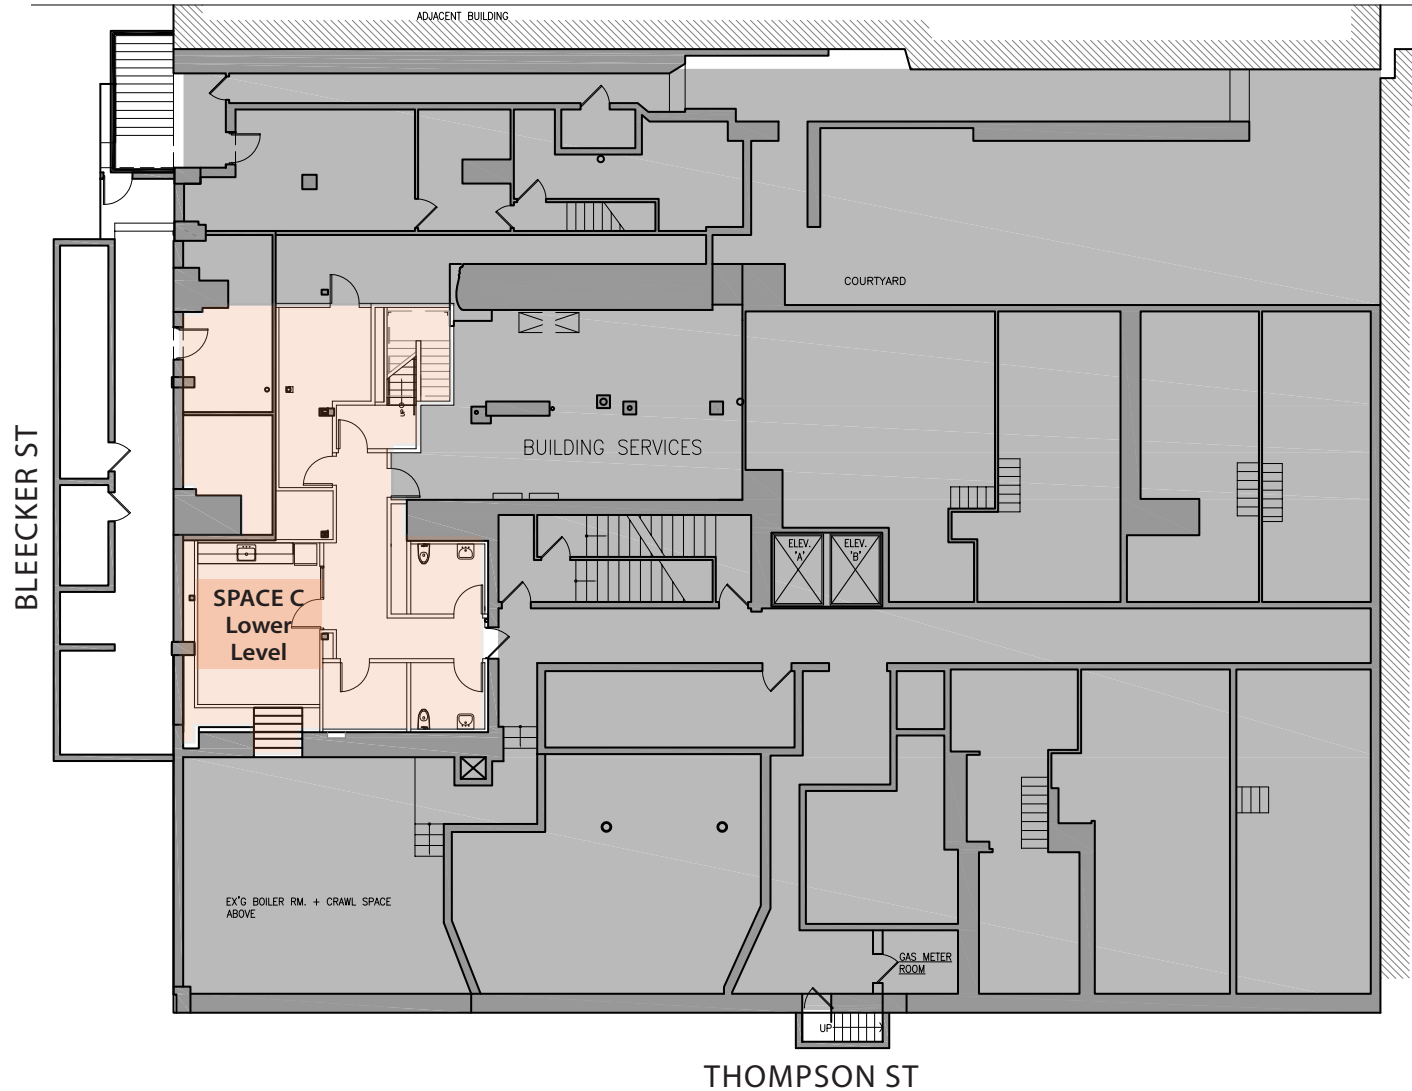 ADJACENT BUILDING
COURTYARD
UP
BUILDING SERVICES
BLEECKER ST
ELEV. 'A'
ELEV. 'B'
SPACE C
Lower
Level
EX'G BOILER RM. + CRAWL SPACE
ABOVE
GAS METER
ROOM
UP
THOMPSON ST